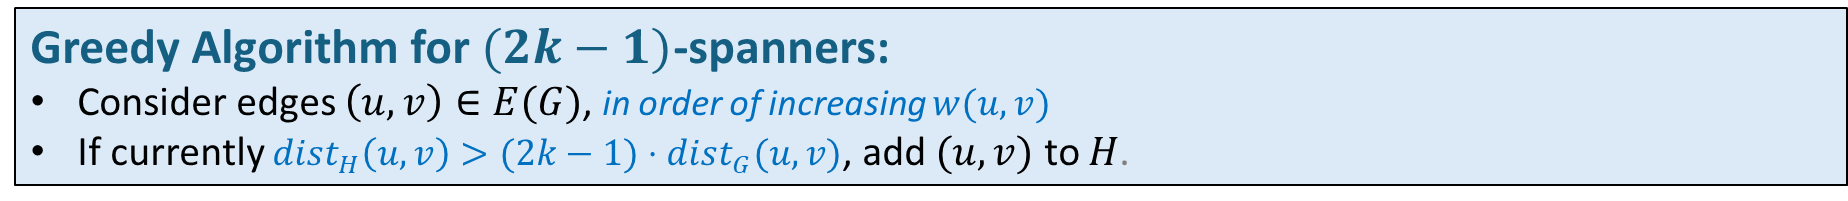 Greedy Algorithm for (2k − 1)-spanners:
• Consider edges (u, v) ∈ E(G), in order of increasing w(u, v)
• If currently dist_H(u, v) > (2k − 1) · dist_G(u, v), add (u, v) to H.